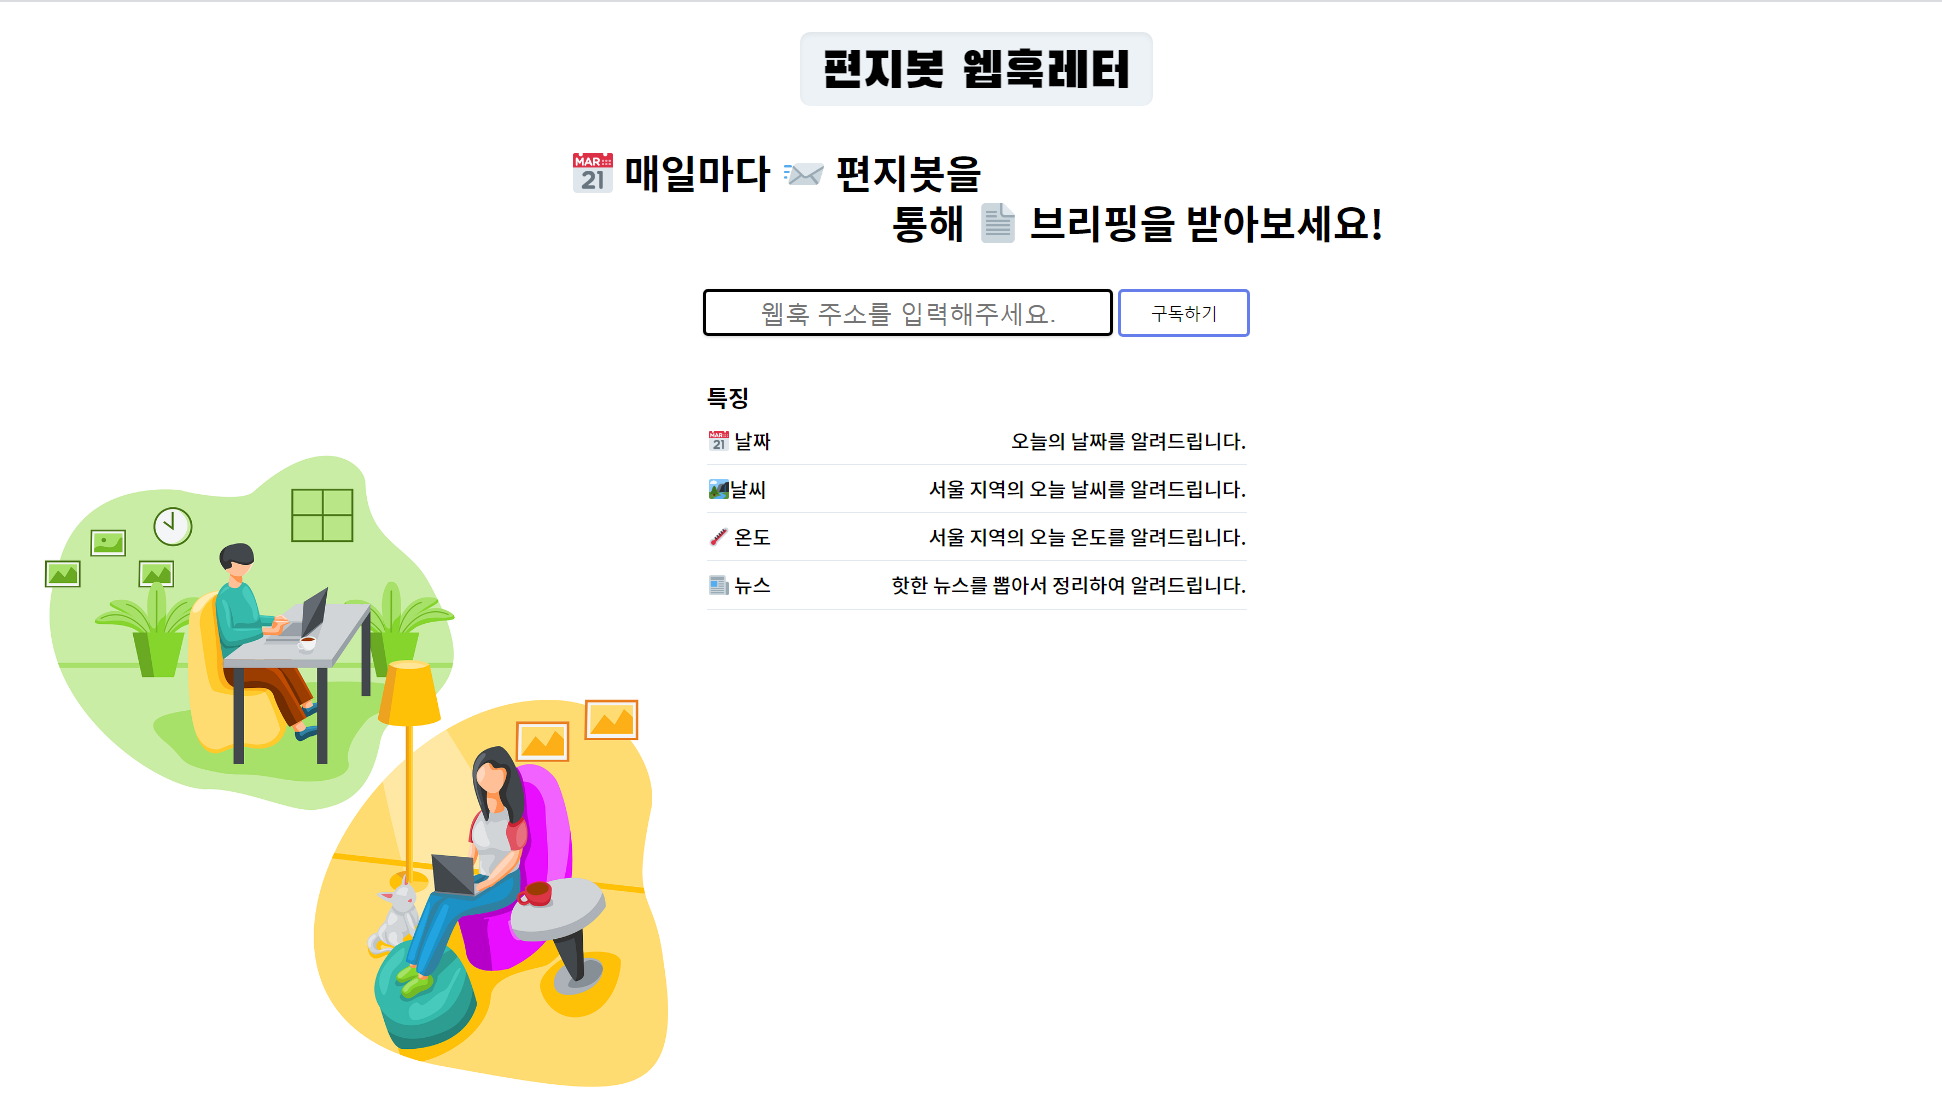 편지봇 웹훅레터
📅 매일마다 📨 편지봇을
통해 📄 브리핑을 받아보세요!
웹훅 주소를 입력해주세요. 구독하기
특징
📅 날짜 오늘의 날짜를 알려드립니다.
🏞️날씨 서울 지역의 오늘 날씨를 알려드립니다.
🌡️ 온도 서울 지역의 오늘 온도를 알려드립니다.
📰 뉴스 핫한 뉴스를 뽑아서 정리하여 알려드립니다.